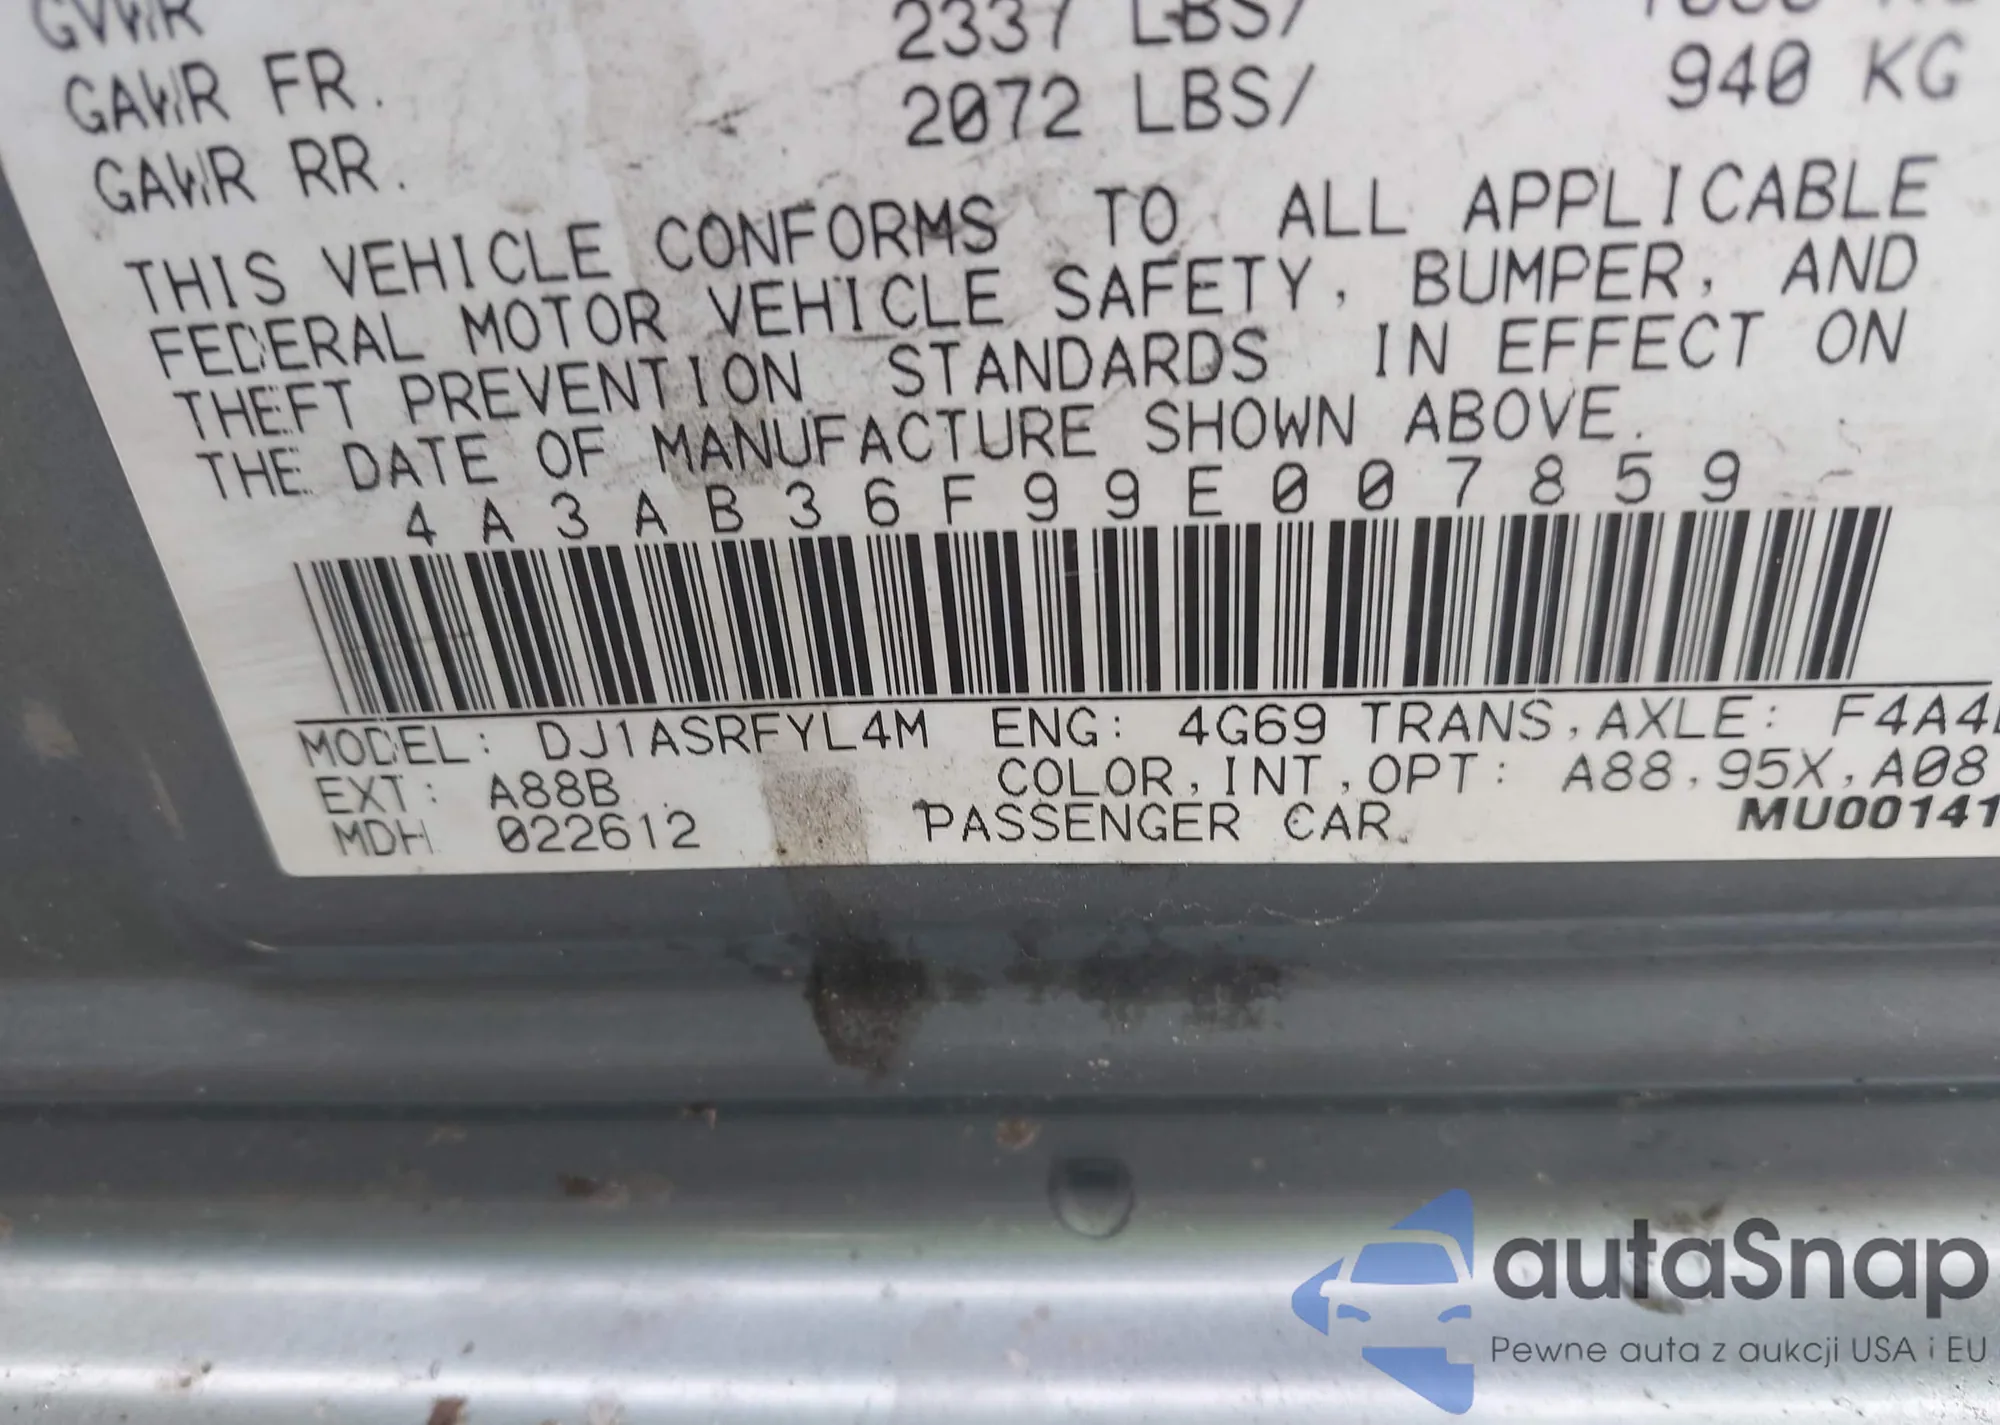 GVWR
GAWR FR. 2337 LBS/
GAWR RR. 2072 LBS/ 940 KG
THIS VEHICLE CONFORMS TO ALL APPLICABLE
FEDERAL MOTOR VEHICLE SAFETY, BUMPER, AND
THEFT PREVENTION STANDARDS IN EFFECT ON
THE DATE OF MANUFACTURE SHOWN ABOVE.
4A3AB36F99E007859
MODEL: DJ1ASRFYL4M ENG: 4G69 TRANS,AXLE: F4A4
EXT: A88B COLOR,INT,OPT: A88,95X,A08
MDH 022612 PASSENGER CAR
MU00141
autaSnap
Pewne auta z aukcji USA i EU